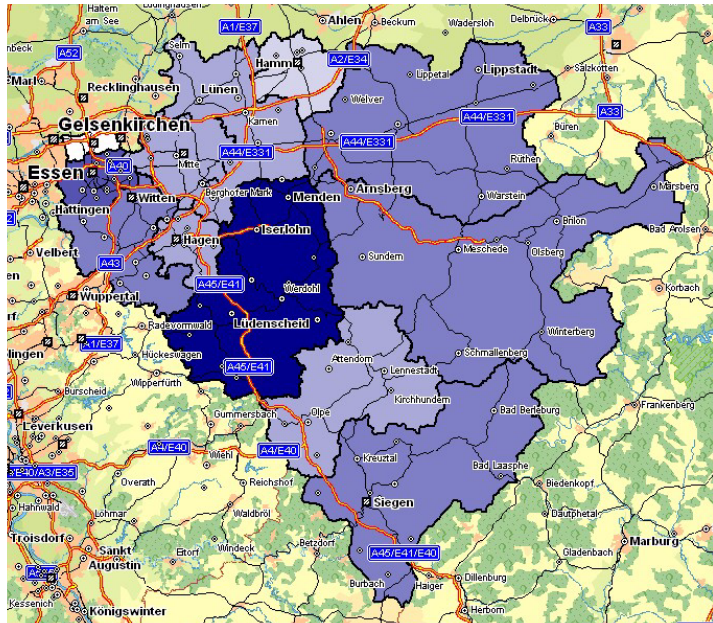 Haltern
am See
Lüdinghausen
A1/E37
Ahlen
Beckum
Wadersloh
Delbrück
A33
A52
Marl
Selm
Hamm
A2/E34
Lippetal
Lippstadt
Salzkotten
Recklinghausen
Lünen
Welver
Kamen
A44/E331
A33
Gelsenkirchen
A44/E331
Büren
Mitte
A44/E331
Rüthen
A40
Essen
Berghofer Mark
Arnsberg
Warstein
Marsberg
Witten
Menden
Hattingen
Brilon
Bad Arolsen
Hagen
Iserlohn
Velbert
Sundern
Meschede
Olsberg
A43
A45/E41
Werdohl
Korbach
Wuppertal
Radevormwald
Lüdenscheid
Winterberg
A1/E37
Hückeswagen
Schmallenberg
Attendorn
A45/E41
Lennestadt
Wipperfürth
Kirchhundem
Burscheid
Frankenberg
Gummersbach
Olpe
Bad Berleburg
Leverkusen
A4/E40
A4/E40
Wiehl
Kreuztal
Bad Laasphe
E40/A3/E35
Overath
Reichshof
Biedenkopf
Hahnwald
Siegen
Lohmar
Waldbröl
Dautphetal
Troisdorf
Betzdorf
Marburg
Sankt
Augustin
Eitorf
Windeck
A45/E41/E40
Gladenbach
Burbach
Haiger
Dillenburg
Kessenich
Königswinter
Herborn